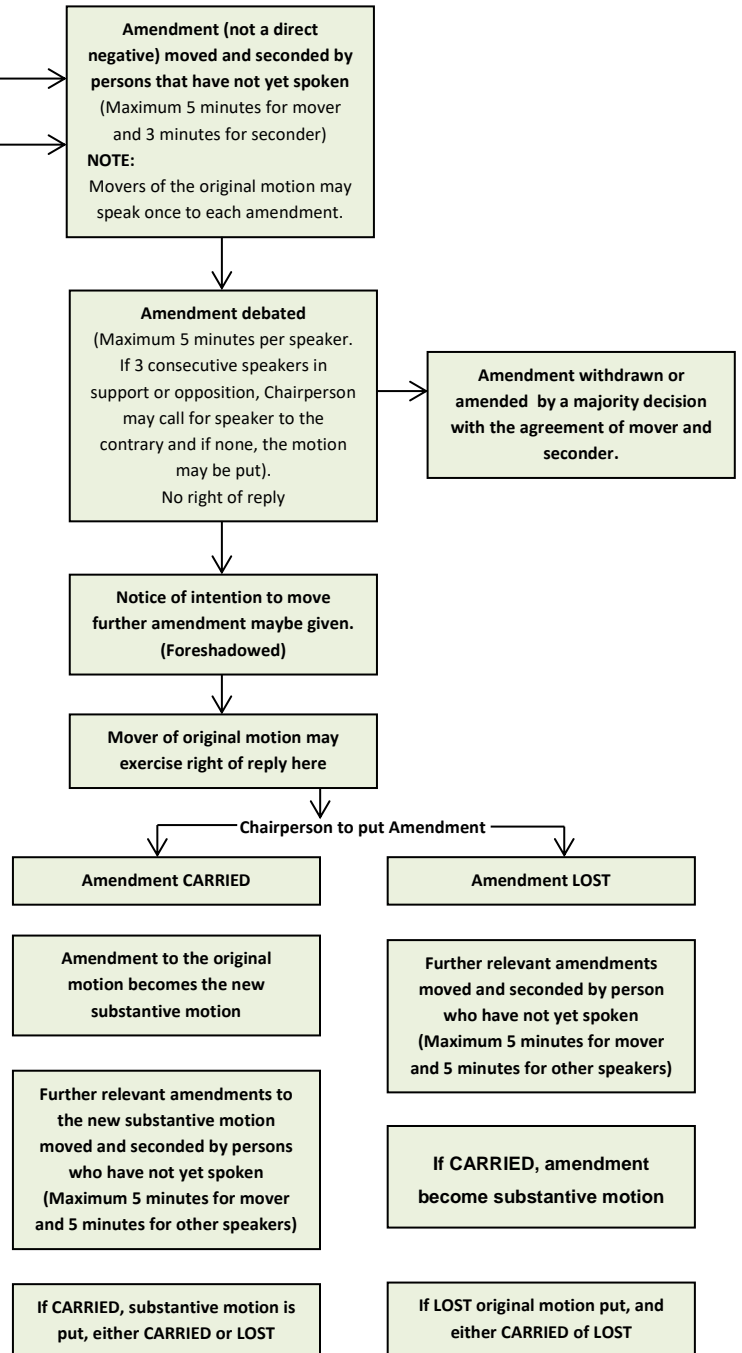 Amendment (not a direct
negative) moved and seconded by
persons that have not yet spoken
(Maximum 5 minutes for mover
and 3 minutes for seconder)
NOTE:
Movers of the original motion may
speak once to each amendment.
Amendment debated
(Maximum 5 minutes per speaker.
If 3 consecutive speakers in
support or opposition, Chairperson
may call for speaker to the
contrary and if none, the motion
may be put).
No right of reply
Amendment withdrawn or
amended by a majority decision
with the agreement of mover and
seconder.
Notice of intention to move
further amendment maybe given.
(Foreshadowed)
Mover of original motion may
exercise right of reply here
Chairperson to put Amendment
Amendment CARRIED
Amendment to the original
motion becomes the new
substantive motion
Further relevant amendments to
the new substantive motion
moved and seconded by persons
who have not yet spoken
(Maximum 5 minutes for mover
and 5 minutes for other speakers)
If CARRIED, substantive motion is
put, either CARRIED or LOST
Amendment LOST
Further relevant amendments
moved and seconded by person
who have not yet spoken
(Maximum 5 minutes for mover
and 5 minutes for other speakers)
If CARRIED, amendment
become substantive motion
If LOST original motion put, and
either CARRIED of LOST